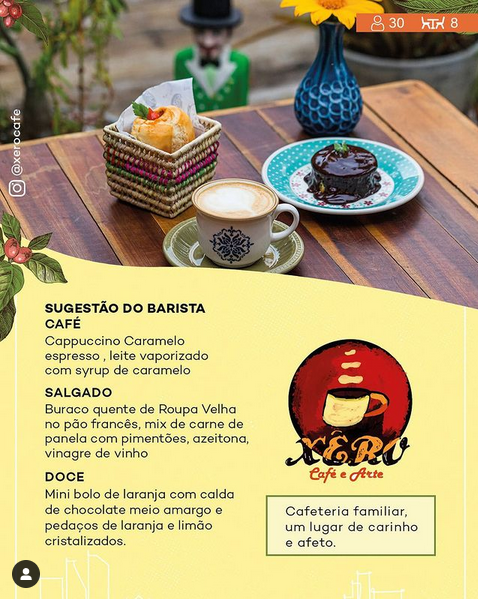 30 8
@xerocafe
SUGESTÃO DO BARISTA
CAFÉ
Cappuccino Caramelo
espresso , leite vaporizado
com syrup de caramelo
SALGADO
Buraco quente de Roupa Velha
no pão francês, mix de carne de
panela com pimentões, azeitona,
vinagre de vinho
DOCE
Mini bolo de laranja com calda
de chocolate meio amargo e
pedaços de laranja e limão
cristalizados.
XÊRO
Café e Arte
Cafeteria familiar,
um lugar de carinho
e afeto.